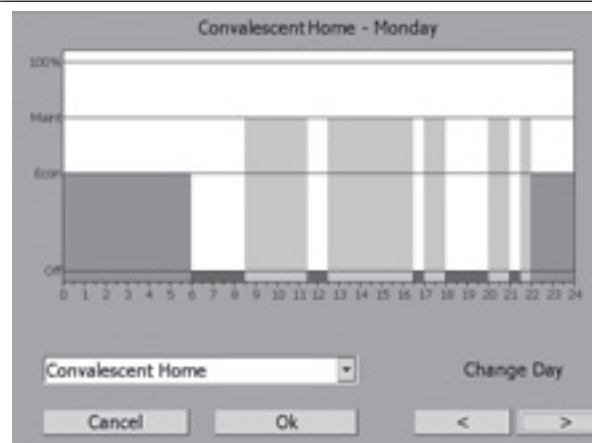 Convalescent Home - Monday
100%
Maint
Econ
Off
0 1 2 3 4 5 6 7 8 9 10 11 12 13 14 15 16 17 18 19 20 21 22 23 24
Convalescent Home
Change Day
Cancel Ok < >